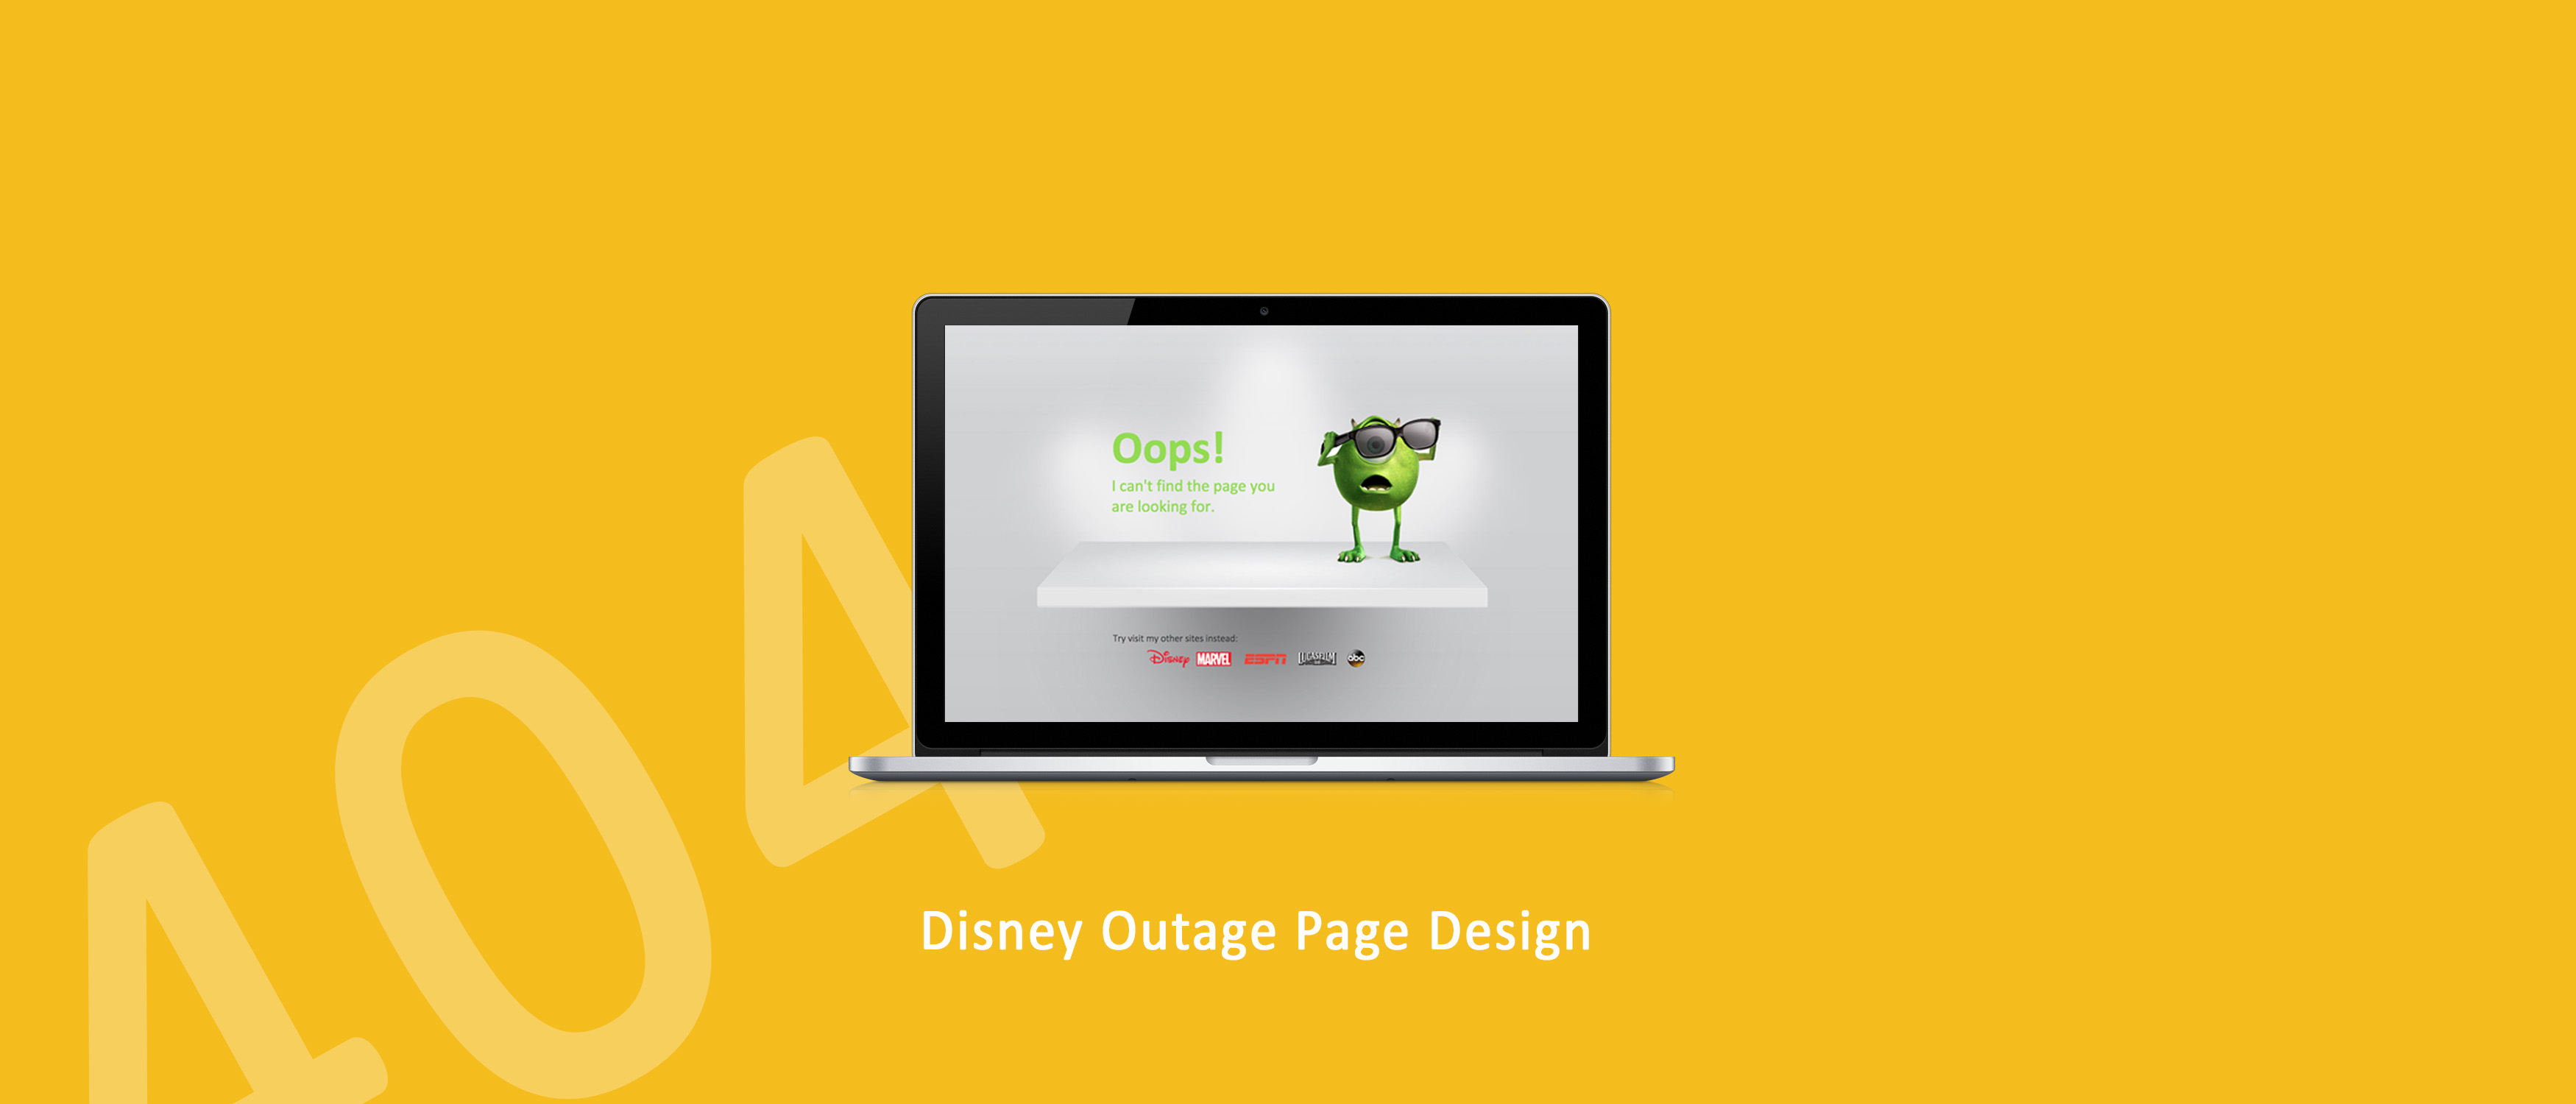 404
Oops!
I can't find the page you
are looking for.
Try visit my other sites instead:
Disney MARVEL ESPN LUCASFILM abc
Disney Outage Page Design